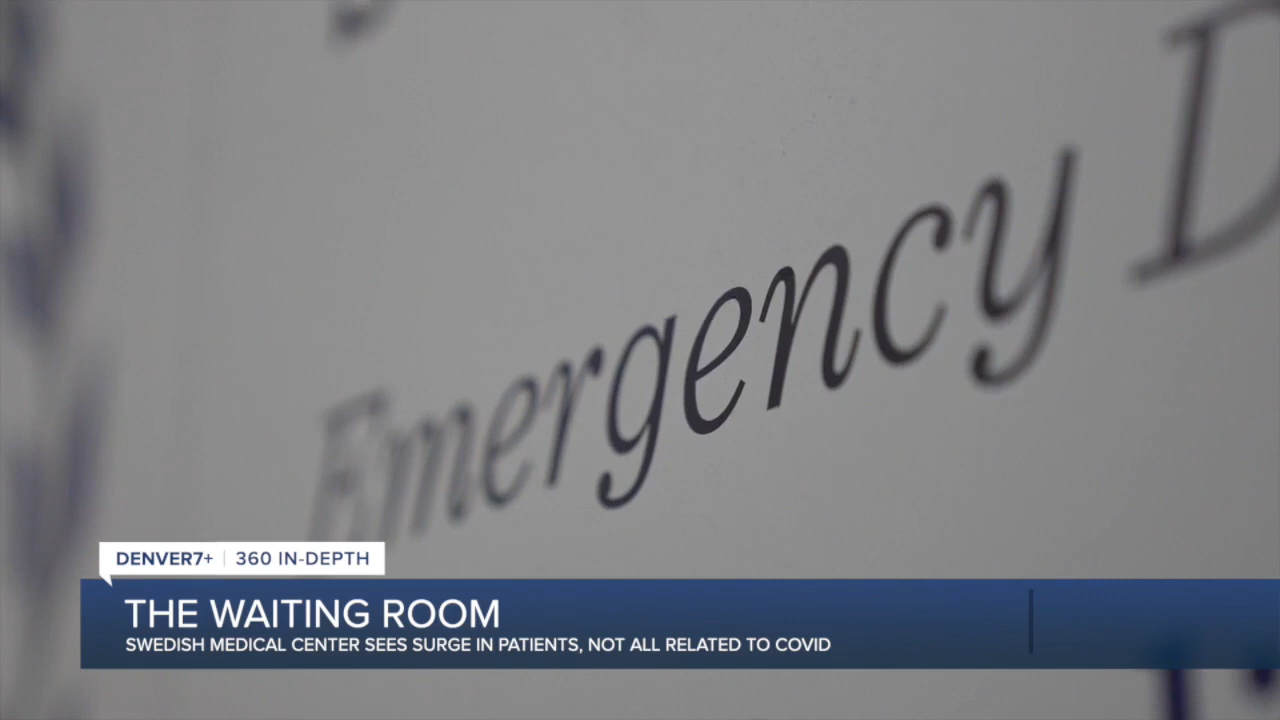 Emergency D
DENVER7+ | 360 IN-DEPTH
THE WAITING ROOM
SWEDISH MEDICAL CENTER SEES SURGE IN PATIENTS, NOT ALL RELATED TO COVID